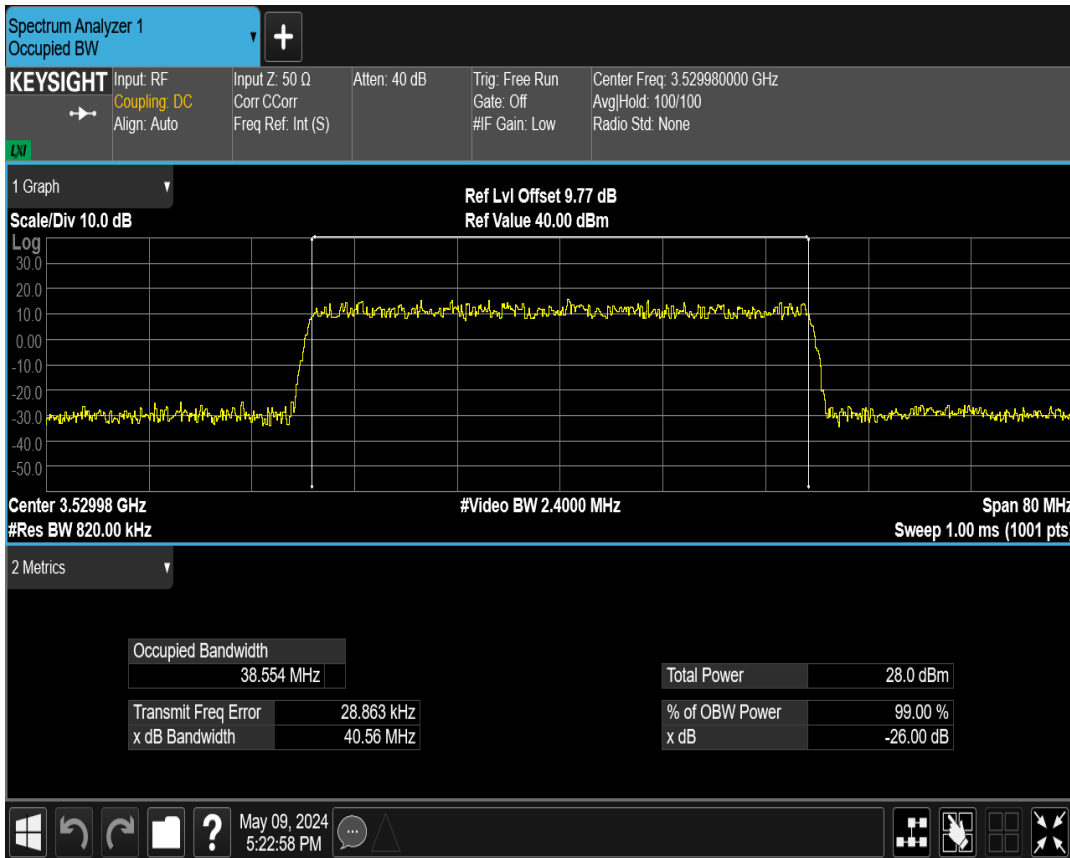 Spectrum Analyzer 1
Occupied BW
+
KEYSIGHT
LXI
Input: RF
Coupling: DC
Align: Auto
Input Z: 50 Ω
Corr CCorr
Freq Ref: Int (S)
Atten: 40 dB
Trig: Free Run
Gate: Off
#IF Gain: Low
Center Freq: 3.529980000 GHz
Avg|Hold: 100/100
Radio Std: None
1 Graph
Scale/Div 10.0 dB
Ref Lvl Offset 9.77 dB
Ref Value 40.00 dBm
Log
30.0
20.0
10.0
0.00
-10.0
-20.0
-30.0
-40.0
-50.0
Center 3.52998 GHz
#Res BW 820.00 kHz
#Video BW 2.4000 MHz
Span 80 MHz
Sweep 1.00 ms (1001 pts)
2 Metrics
Occupied Bandwidth
38.554 MHz
Transmit Freq Error 28.863 kHz
x dB Bandwidth 40.56 MHz
Total Power 28.0 dBm
% of OBW Power 99.00 %
x dB -26.00 dB
?
May 09, 2024
5:22:58 PM